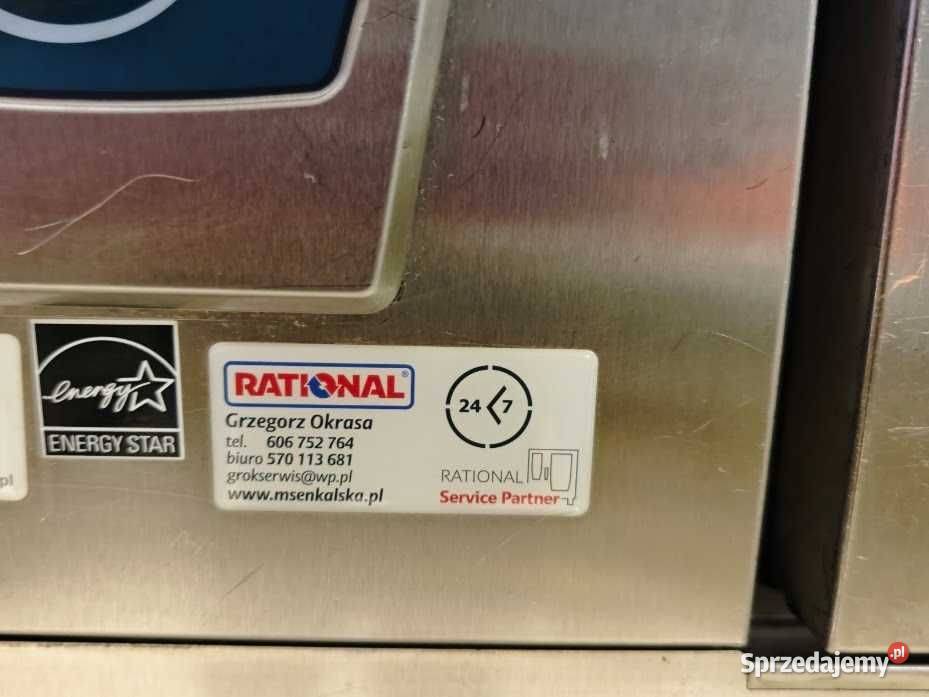 energy
ENERGY STAR
pl
RATIONAL®
Grzegorz Okrasa
tel. 606 752 764
biuro 570 113 681
grokserwis@wp.pl
www.msenkalska.pl
24 7
RATIONAL
Service Partner
Sprzedajemy.pl